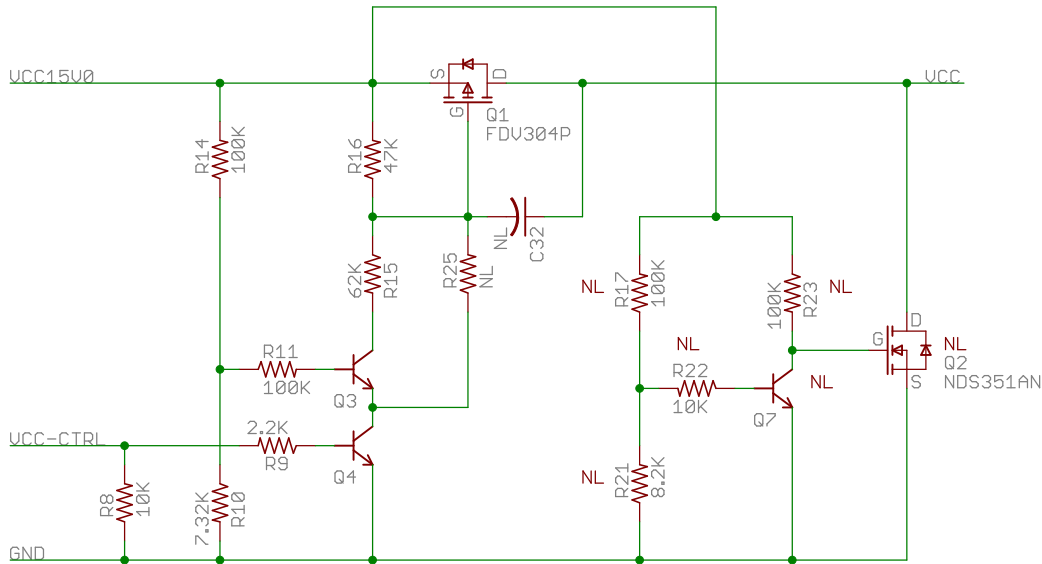 VCC15V0
S
D
VCC
G
Q1
FDV304P
R14
100K
R16
47K
NL
C32
62K
R15
R25
NL
NL
R17
100K
100K
R23
NL
R11
100K
Q3
NL
R22
10K
NL
Q7
G
D
S
NL
Q2
NDS351AN
VCC-CTRL
2.2K
R9
Q4
R8
10K
7.32K
R10
NL
R21
8.2K
GND